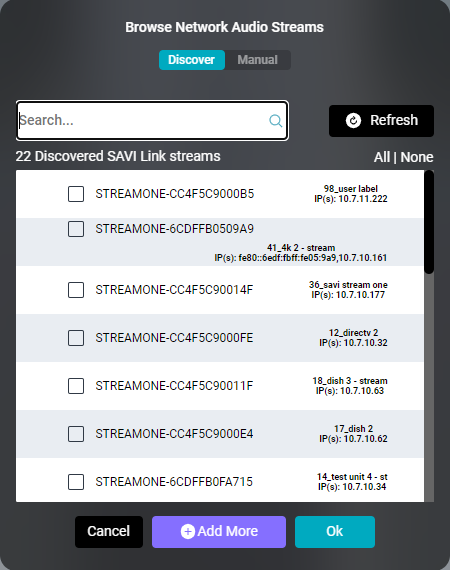 Browse Network Audio Streams
Discover Manual
Search...
Refresh
22 Discovered SAVI Link streams
All | None
STREAMONE-CC4F5C9000B5
98_user label
IP(s): 10.7.11.222
STREAMONE-6CDFFB0509A9
41_4k 2 - stream
IP(s): fe80::6edf:fbff:fe05:9a9,10.7.10.161
STREAMONE-CC4F5C90014F
36_savi stream one
IP(s): 10.7.10.177
STREAMONE-CC4F5C9000FE
12_directv 2
IP(s): 10.7.10.32
STREAMONE-CC4F5C90011F
18_dish 3 - stream
IP(s): 10.7.10.63
STREAMONE-CC4F5C9000E4
17_dish 2
IP(s): 10.7.10.62
STREAMONE-6CDFFB0FA715
14_test unit 4 - st
IP(s): 10.7.10.34
Cancel
Add More
Ok